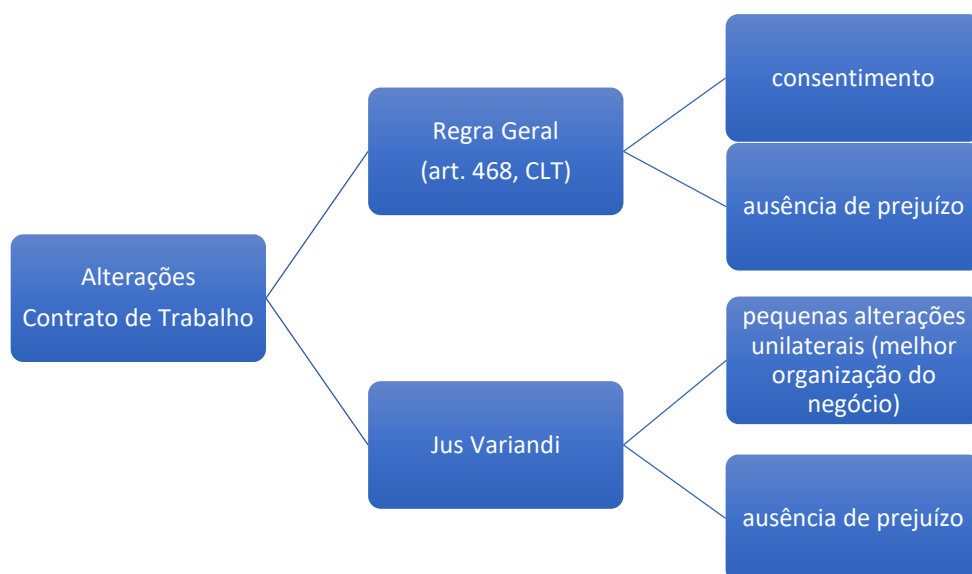 consentimento
Regra Geral
(art. 468, CLT)
ausência de prejuízo
Alterações
Contrato de Trabalho
pequenas alterações
unilaterais (melhor
organização do
negócio)
Jus Variandi
ausência de prejuízo